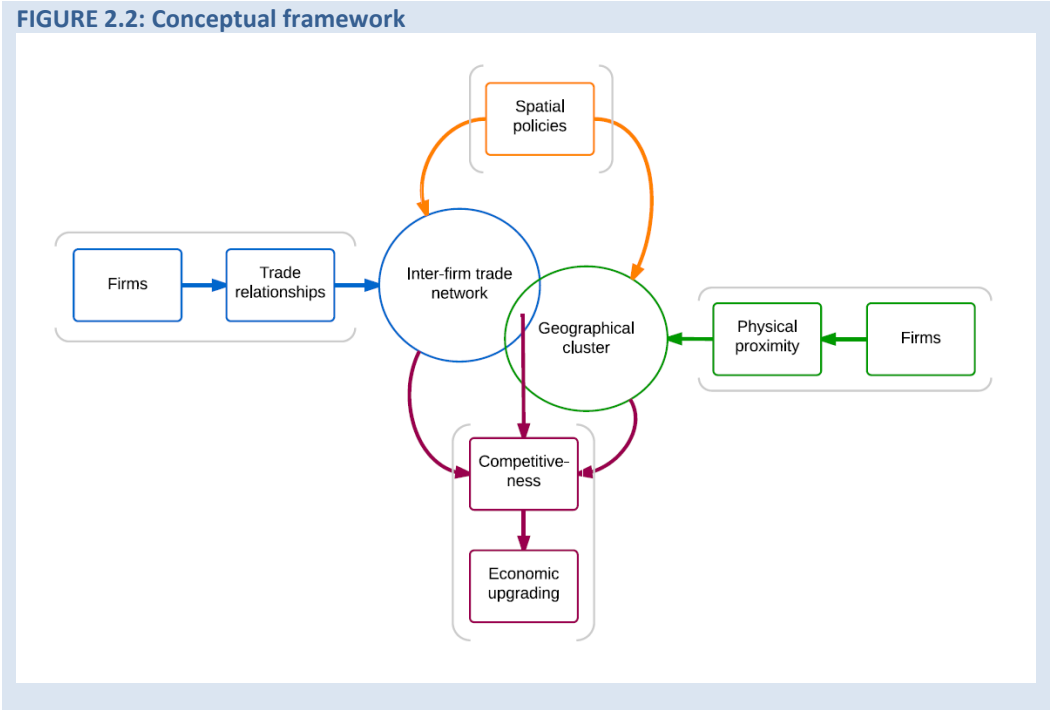 FIGURE 2.2: Conceptual framework
Spatial
policies
Firms
Trade
relationships
Inter-firm trade
network
Geographical
cluster
Physical
proximity
Firms
Competitive-
ness
Economic
upgrading